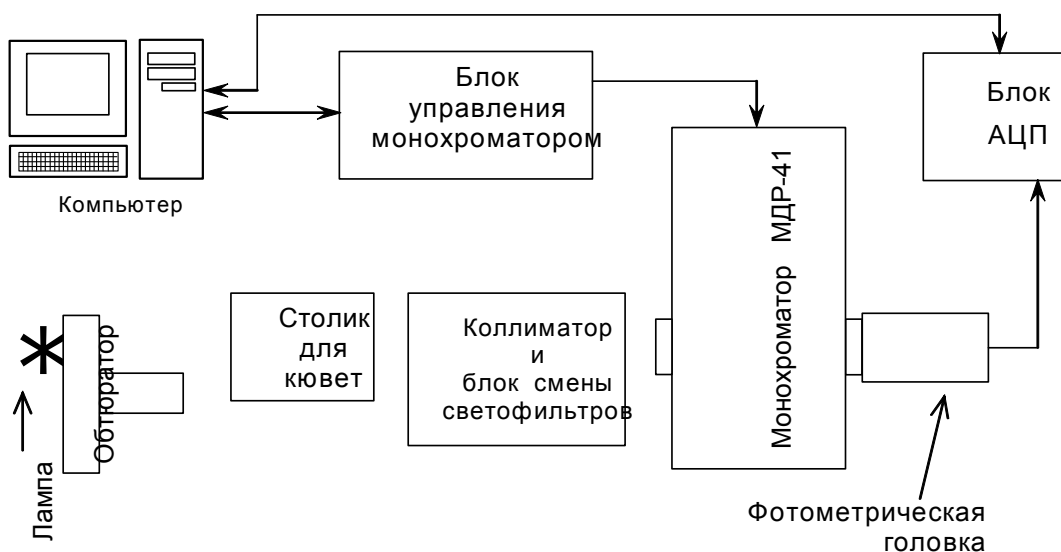 Блок
управления
монохроматором
Блок
АЦП
Компьютер
Монохроматор МДР-41
Столик
для
кювет
Коллиматор
и
блок смены
светофильтров
Обтюратор
Лампа
Фотометрическая
головка